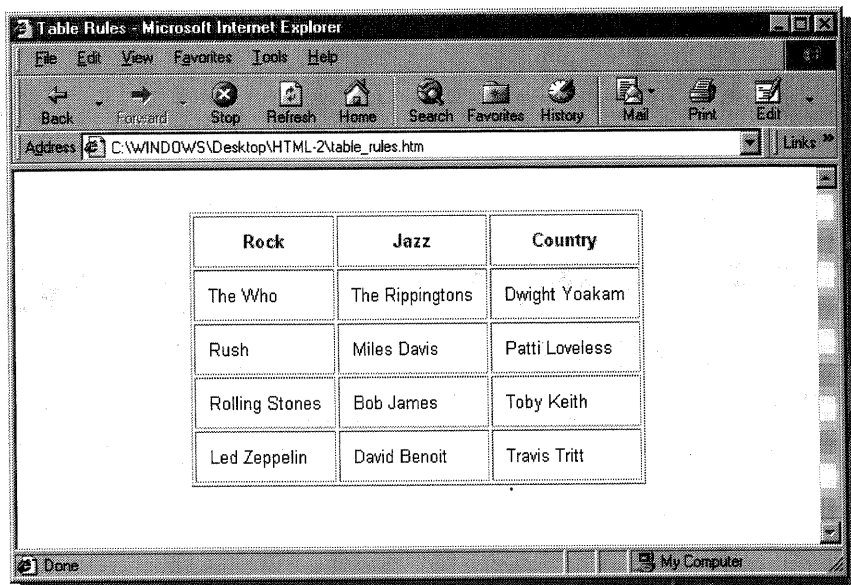 Table Rules - Microsoft Internet Explorer
File Edit View Favorites Tools Help
Back Forward Stop Refresh Home Search Favorites History Mail Print Edit
Address C:\WINDOWS\Desktop\HTML-2\table_rules.htm Links »
Rock Jazz Country
The Who The Rippingtons Dwight Yoakam
Rush Miles Davis Patti Loveless
Rolling Stones Bob James Toby Keith
Led Zeppelin David Benoit Travis Tritt
Done My Computer